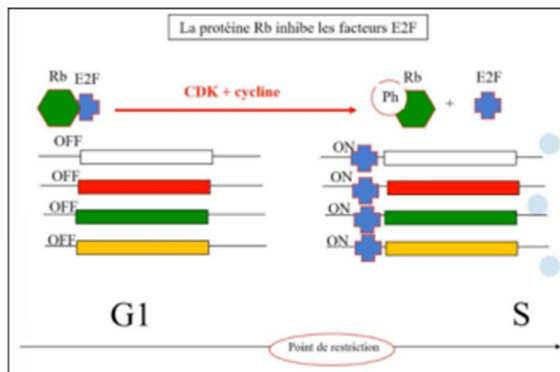 La protéine Rb inhibe les facteurs E2F
Rb E2F
CDK + cycline
Ph
Rb
+
E2F
OFF
OFF
OFF
OFF
ON
ON
ON
ON
G1
S
Point de restriction